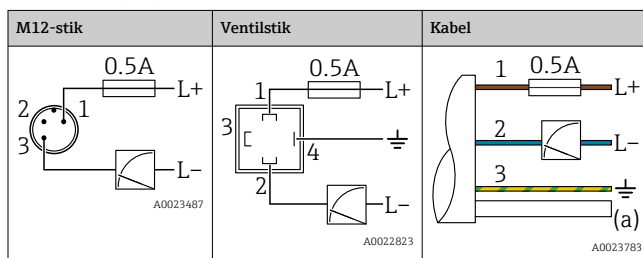 M12-stik
Ventilstik
Kabel
0.5A
L+
2
1
3
L–
A0023487
0.5A
1
L+
3
4
2
L–
A0022823
1
0.5A
L+
2
L–
3
(a)
A0023783